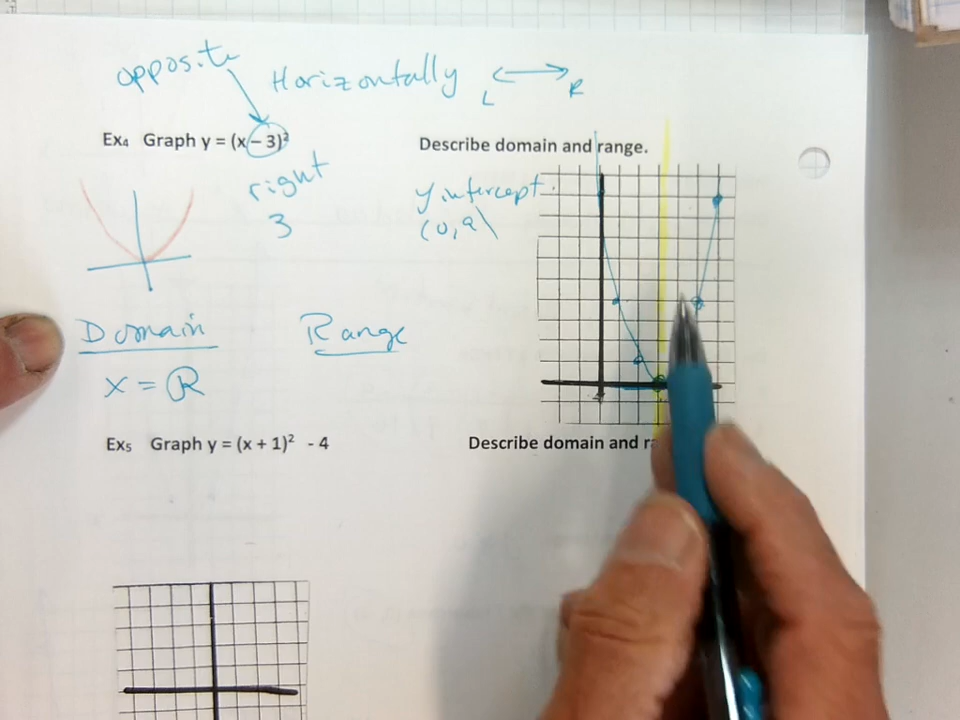 opposite
Horizontally L ⟷ R
Ex4 Graph y = (x – 3)²
Describe domain and range.
right
3
y intercept
(0,9)
Domain
Range
x = ℝ
Ex5 Graph y = (x + 1)² - 4
Describe domain and